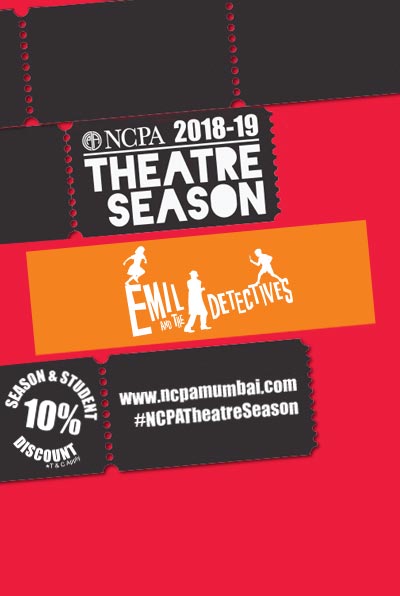 NCPA 2018-19
THEATRE
SEASON
EMIL
AND THE DETECTIVES
SEASON & STUDENT
10%
DISCOUNT
*T & C Apply
www.ncpamumbai.com
#NCPATheatreSeason